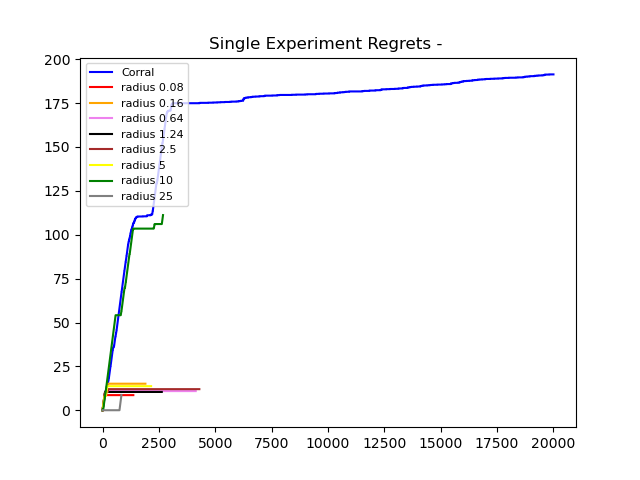 Single Experiment Regrets -
200
175
150
125
100
75
50
25
0
Corral
radius 0.08
radius 0.16
radius 0.64
radius 1.24
radius 2.5
radius 5
radius 10
radius 25
0 2500 5000 7500 10000 12500 15000 17500 20000